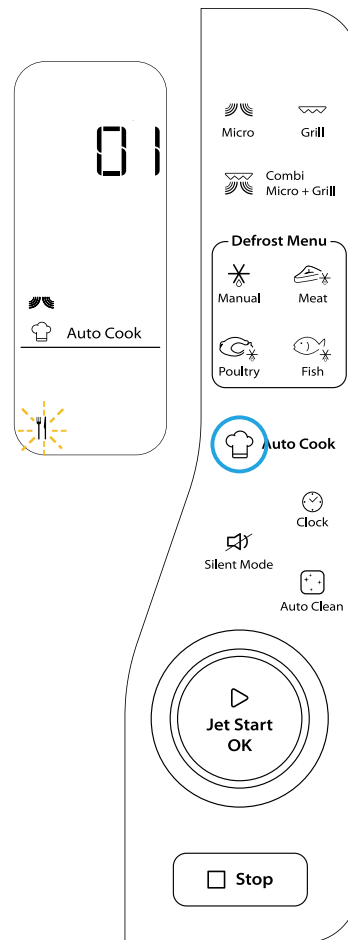 01
Auto Cook
Micro
Grill
Combi
Micro + Grill
Defrost Menu
Manual
Meat
Poultry
Fish
Auto Cook
Clock
Silent Mode
Auto Clean
Jet Start
OK
Stop